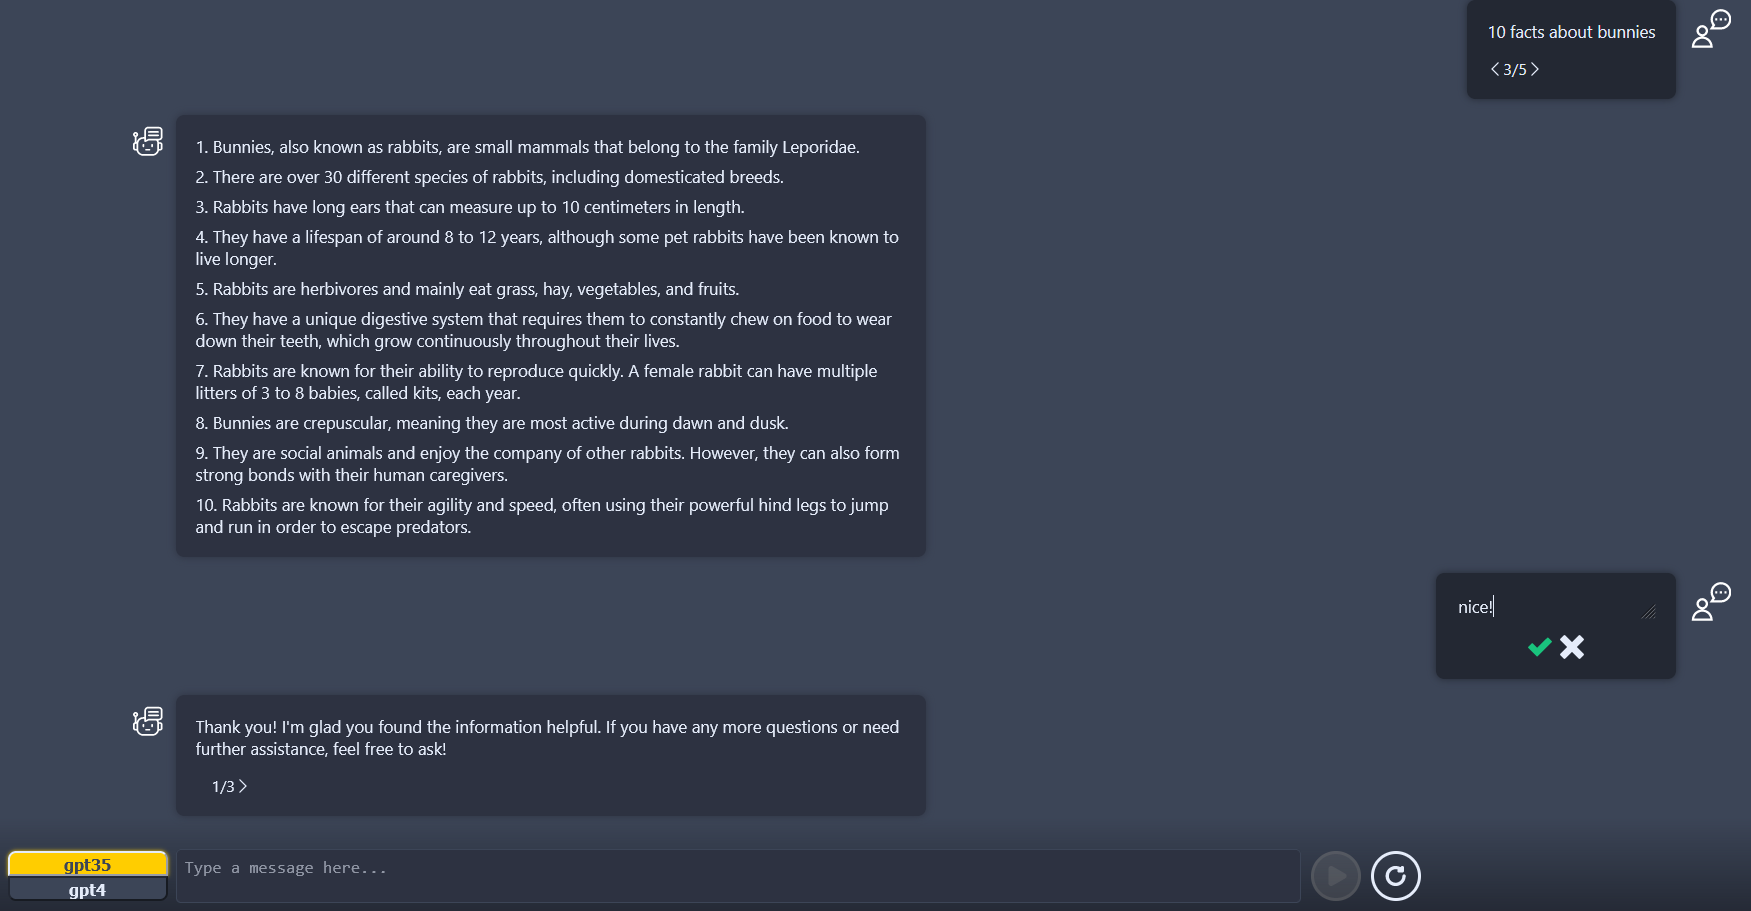 10 facts about bunnies
3/5
1. Bunnies, also known as rabbits, are small mammals that belong to the family Leporidae.
2. There are over 30 different species of rabbits, including domesticated breeds.
3. Rabbits have long ears that can measure up to 10 centimeters in length.
4. They have a lifespan of around 8 to 12 years, although some pet rabbits have been known to
live longer.
5. Rabbits are herbivores and mainly eat grass, hay, vegetables, and fruits.
6. They have a unique digestive system that requires them to constantly chew on food to wear
down their teeth, which grow continuously throughout their lives.
7. Rabbits are known for their ability to reproduce quickly. A female rabbit can have multiple
litters of 3 to 8 babies, called kits, each year.
8. Bunnies are crepuscular, meaning they are most active during dawn and dusk.
9. They are social animals and enjoy the company of other rabbits. However, they can also form
strong bonds with their human caregivers.
10. Rabbits are known for their agility and speed, often using their powerful hind legs to jump
and run in order to escape predators.
nice!
Thank you! I'm glad you found the information helpful. If you have any more questions or need
further assistance, feel free to ask!
1/3
gpt35
gpt4
Type a message here...